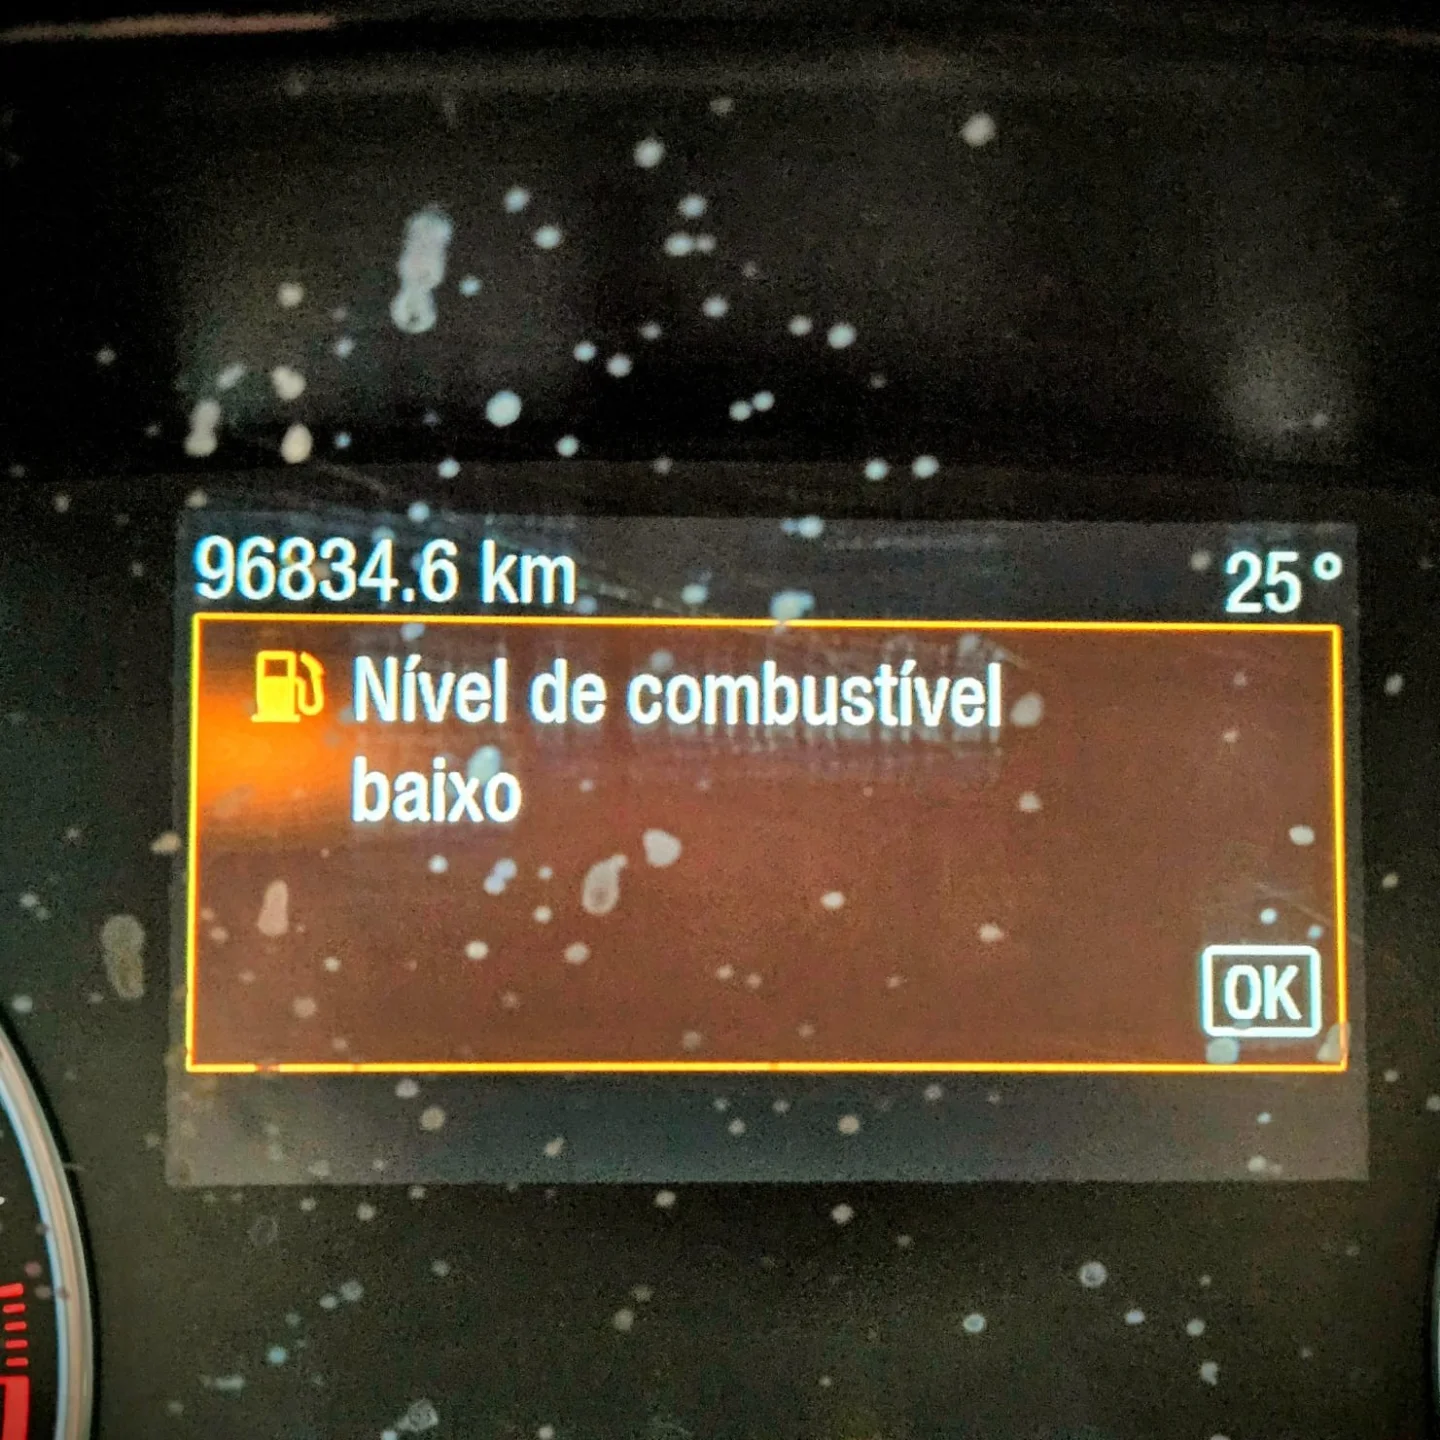 96834.6 km 25°
Nível de combustível
baixo
OK